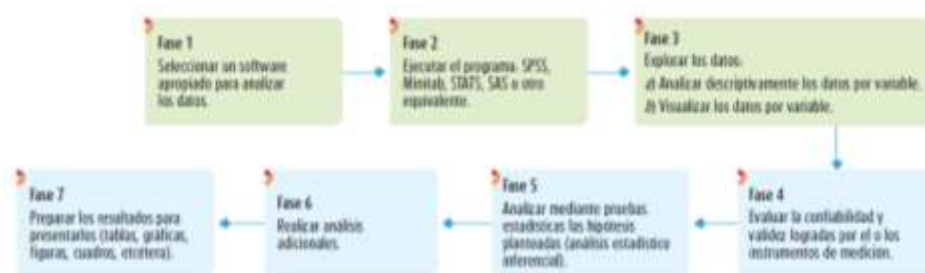 Fase 1
Seleccionar un software
apropiado para analizar
los datos.
Fase 2
Ejecutar el programa: SPSS,
Minitab, STATS, SAS u otro
equivalente.
Fase 3
Explorar los datos:
a) Analizar descriptivamente los datos por variable.
b) Visualizar los datos por variable.
Fase 4
Evaluar la confiabilidad y
validez logradas por el o los
instrumentos de medición.
Fase 5
Analizar mediante pruebas
estadísticas las hipótesis
planteadas (análisis estadístico
inferencial).
Fase 6
Realizar análisis
adicionales.
Fase 7
Preparar los resultados para
presentarlos (tablas, gráficas,
figuras, cuadros, etcétera).